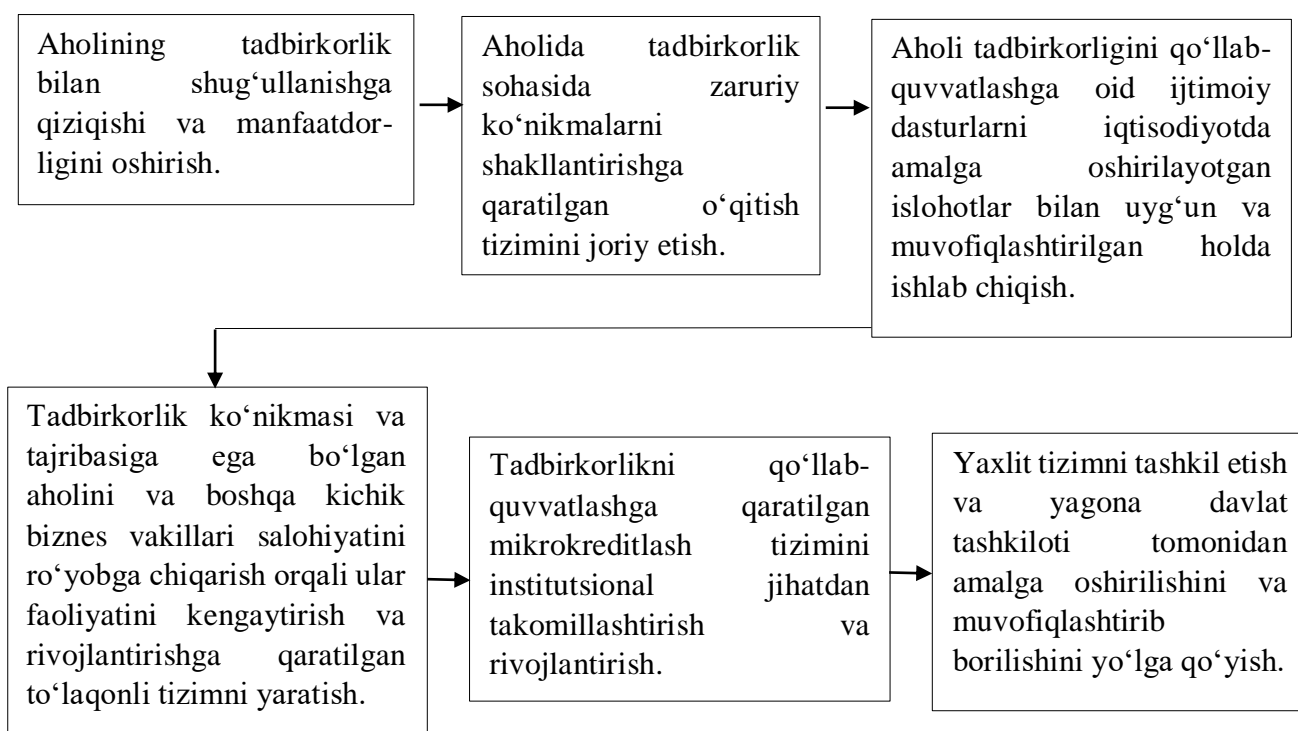 Aholining tadbirkorlik
bilan shug‘ullanishga
qiziqishi va manfaatdor-
ligini oshirish.
Aholida tadbirkorlik
sohasida zaruriy
ko‘nikmalarni
shakllantirishga
qaratilgan o‘qitish
tizimini joriy etish.
Aholi tadbirkorligini qo‘llab-
quvvatlashga oid ijtimoiy
dasturlarni iqtisodiyotda
amalga oshirilayotgan
islohotlar bilan uyg‘un va
muvofiqlashtirilgan holda
ishlab chiqish.
Tadbirkorlik ko‘nikmasi va
tajribasiga ega bo‘lgan
aholini va boshqa kichik
biznes vakillari salohiyatini
ro‘yobga chiqarish orqali ular
faoliyatini kengaytirish va
rivojlantirishga qaratilgan
to‘laqonli tizimni yaratish.
Tadbirkorlikni qo‘llab-
quvvatlashga qaratilgan
mikrokreditlash tizimini
institutsional jihatdan
takomillashtirish va
rivojlantirish.
Yaxlit tizimni tashkil etish
va yagona davlat
tashkiloti tomonidan
amalga oshirilishini va
muvofiqlashtirib
borilishini yo‘lga qo‘yish.